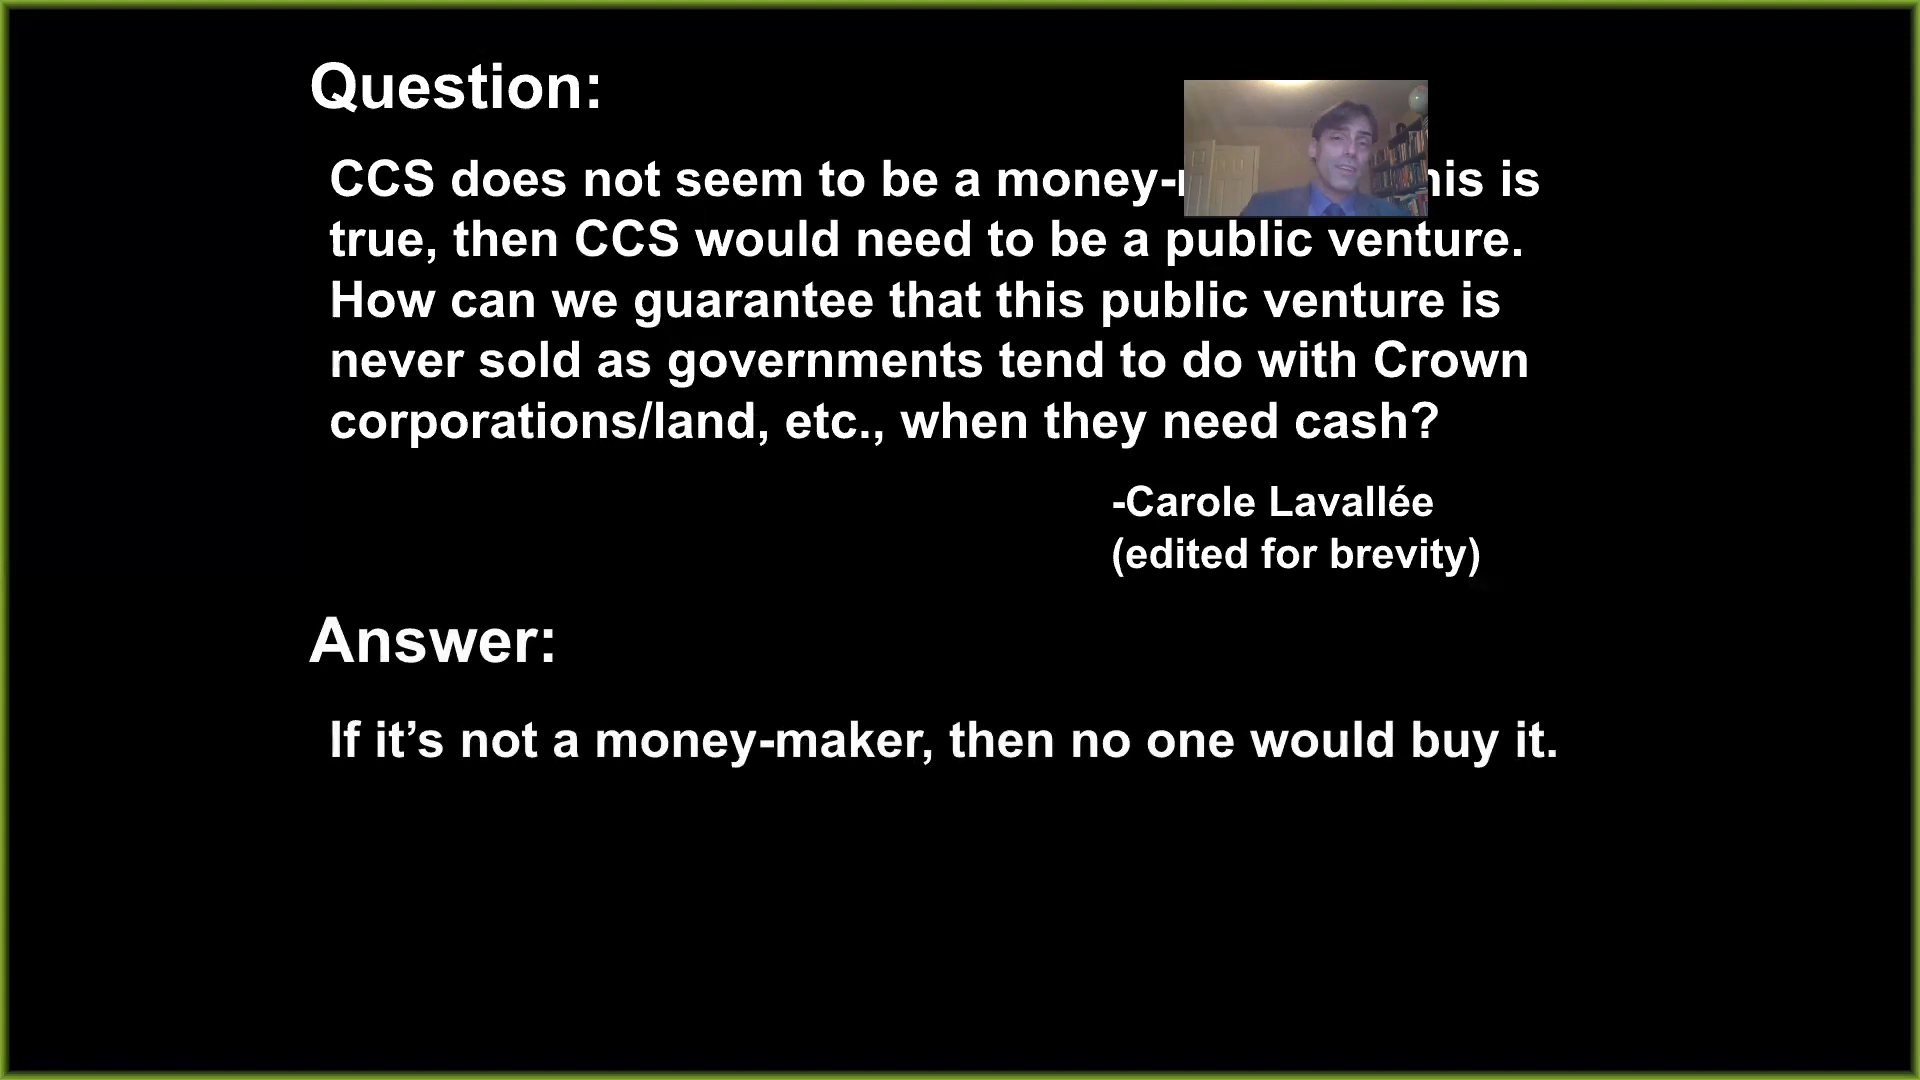 Question:
CCS does not seem to be a money- is
true, then CCS would need to be a public venture.
How can we guarantee that this public venture is
never sold as governments tend to do with Crown
corporations/land, etc., when they need cash?
-Carole Lavallée
(edited for brevity)
Answer:
If it’s not a money-maker, then no one would buy it.